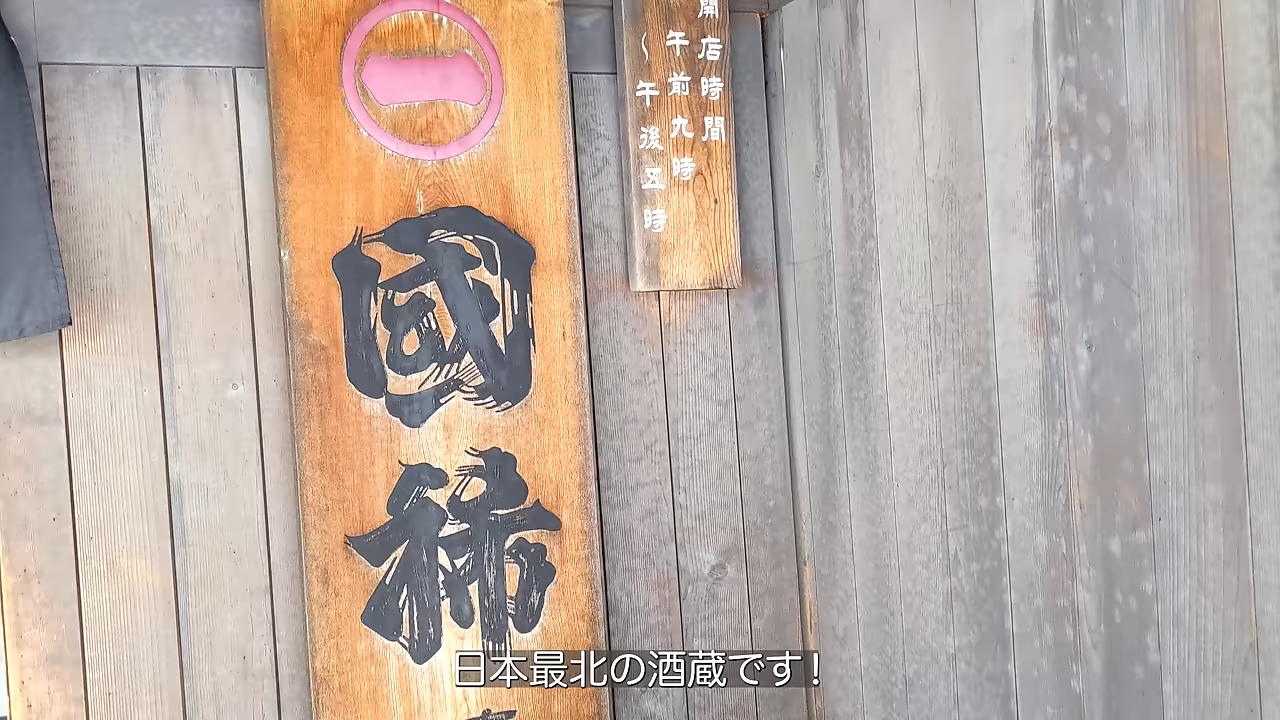 一
國稀
開店時間
午前九時
~午後五時
日本最北の酒蔵です!